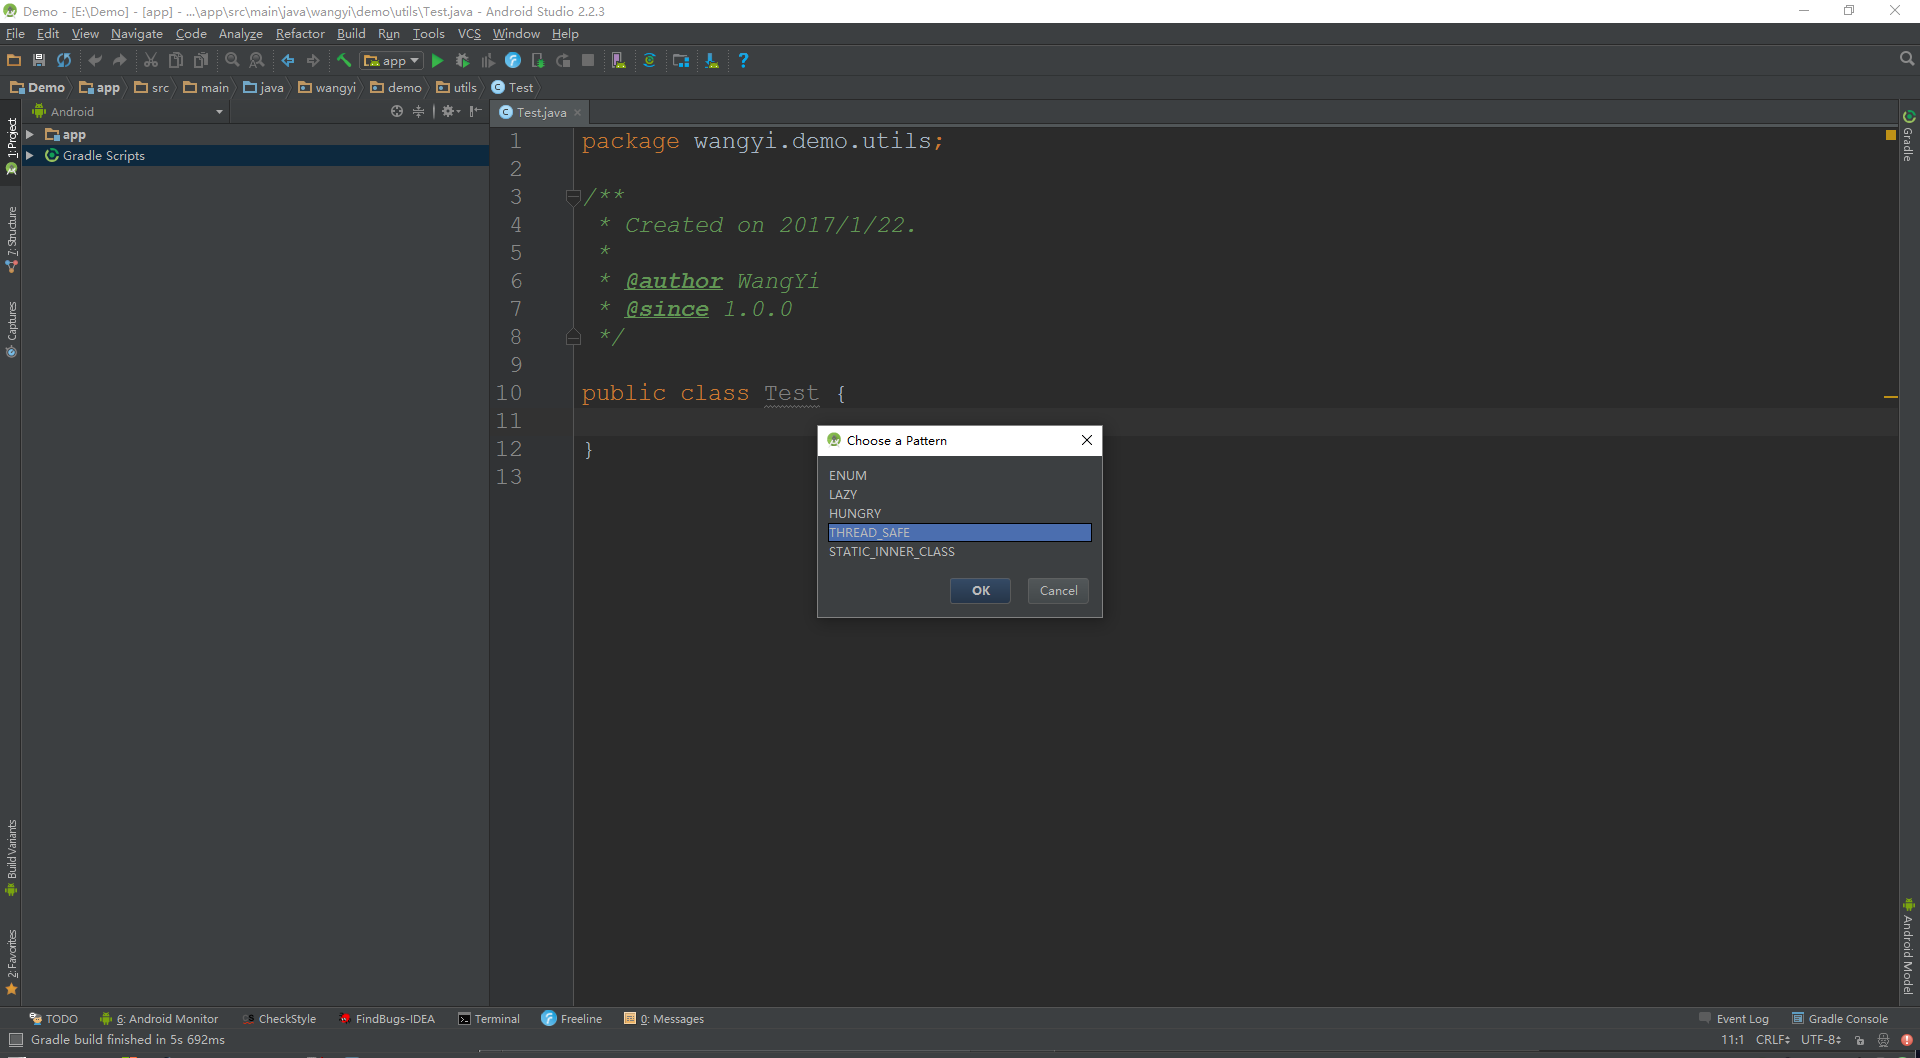 Demo - [E:\Demo] - [app] - ...\app\src\main\java\wangyi\demo\utils\Test.java - Android Studio 2.2.3
File Edit View Navigate Code Analyze Refactor Build Run Tools VCS Window Help
app
Demo app src main java wangyi demo utils Test
Android
Test.java
1: Project
7: Structure
Captures
Build Variants
2: Favorites
app
Gradle Scripts
1 package wangyi.demo.utils;
2
3 /**
4 * Created on 2017/1/22.
5 *
6 * @author WangYi
7 * @since 1.0.0
8 */
9
10 public class Test {
11
12 }
13
Choose a Pattern
ENUM
LAZY
HUNGRY
THREAD_SAFE
STATIC_INNER_CLASS
OK Cancel
Gradle
Android Model
TODO 6: Android Monitor CheckStyle FindBugs-IDEA Terminal Freeline 0: Messages Event Log Gradle Console
Gradle build finished in 5s 692ms 11:1 CRLF UTF-8